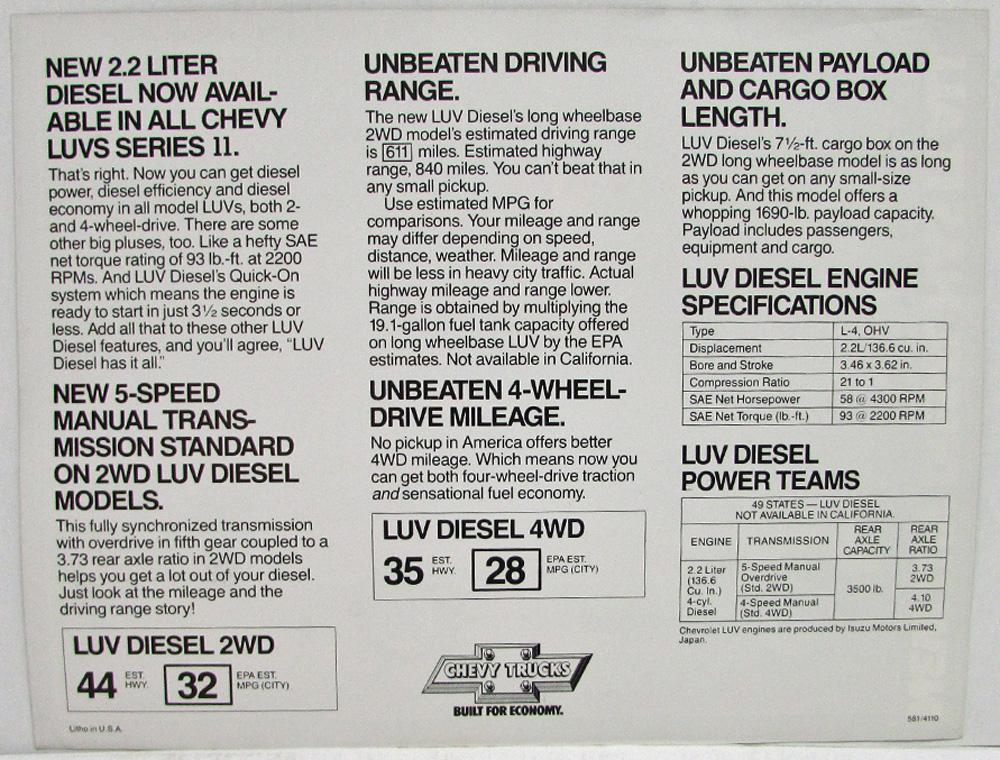 NEW 2.2 LITER
DIESEL NOW AVAIL-
ABLE IN ALL CHEVY
LUVS SERIES 11.
That's right. Now you can get diesel
power, diesel efficiency and diesel
economy in all model LUVs, both 2-
and 4-wheel-drive. There are some
other big pluses, too. Like a hefty SAE
net torque rating of 93 lb.-ft. at 2200
RPMs. And LUV Diesel's Quick-On
system which means the engine is
ready to start in just 3½ seconds or
less. Add all that to these other LUV
Diesel features, and you'll agree, "LUV
Diesel has it all."
NEW 5-SPEED
MANUAL TRANS-
MISSION STANDARD
ON 2WD LUV DIESEL
MODELS.
This fully synchronized transmission
with overdrive in fifth gear coupled to a
3.73 rear axle ratio in 2WD models
helps you get a lot out of your diesel.
Just look at the mileage and the
driving range story!
LUV DIESEL 2WD
44 EST. HWY. 32 EPA EST. MPG (CITY)
Litho in U.S.A.
UNBEATEN DRIVING
RANGE.
The new LUV Diesel's long wheelbase
2WD model's estimated driving range
is 611 miles. Estimated highway
range, 840 miles. You can't beat that in
any small pickup.
Use estimated MPG for
comparisons. Your mileage and range
may differ depending on speed,
distance, weather. Mileage and range
will be less in heavy city traffic. Actual
highway mileage and range lower.
Range is obtained by multiplying the
19.1-gallon fuel tank capacity offered
on long wheelbase LUV by the EPA
estimates. Not available in California.
UNBEATEN 4-WHEEL-
DRIVE MILEAGE.
No pickup in America offers better
4WD mileage. Which means now you
can get both four-wheel-drive traction
and sensational fuel economy.
LUV DIESEL 4WD
35 EST. HWY. 28 EPA EST. MPG (CITY)
CHEVY TRUCKS
BUILT FOR ECONOMY.
UNBEATEN PAYLOAD
AND CARGO BOX
LENGTH.
LUV Diesel's 7½-ft. cargo box on the
2WD long wheelbase model is as long
as you can get on any small-size
pickup. And this model offers a
whopping 1690-lb. payload capacity.
Payload includes passengers,
equipment and cargo.
LUV DIESEL ENGINE
SPECIFICATIONS
Type L-4, OHV
Displacement 2.2L/136.6 cu. in.
Bore and Stroke 3.46 x 3.62 in.
Compression Ratio 21 to 1
SAE Net Horsepower 58 @ 4300 RPM
SAE Net Torque (lb.-ft.) 93 @ 2200 RPM
LUV DIESEL
POWER TEAMS
49 STATES — LUV DIESEL
NOT AVAILABLE IN CALIFORNIA.
ENGINE TRANSMISSION REAR AXLE CAPACITY REAR AXLE RATIO
2.2 Liter (136.6 Cu. In.) 4-cyl. Diesel
5-Speed Manual Overdrive (Std. 2WD)
4-Speed Manual (Std. 4WD)
3500 lb.
3.73 2WD
4.10 4WD
Chevrolet LUV engines are produced by Isuzu Motors Limited,
Japan.
581/4110